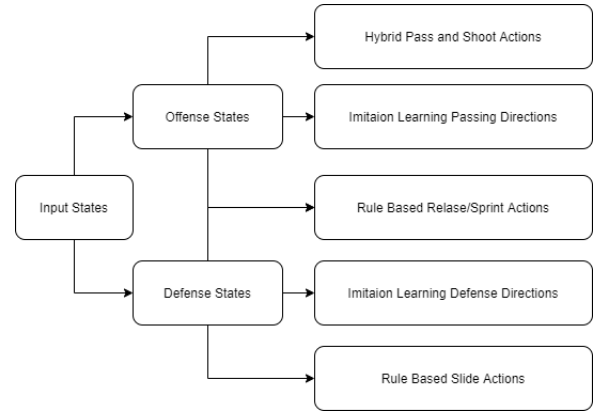 Hybrid Pass and Shoot Actions
Offense States
Imitaion Learning Passing Directions
Input States
Rule Based Relase/Sprint Actions
Defense States
Imitaion Learning Defense Directions
Rule Based Slide Actions